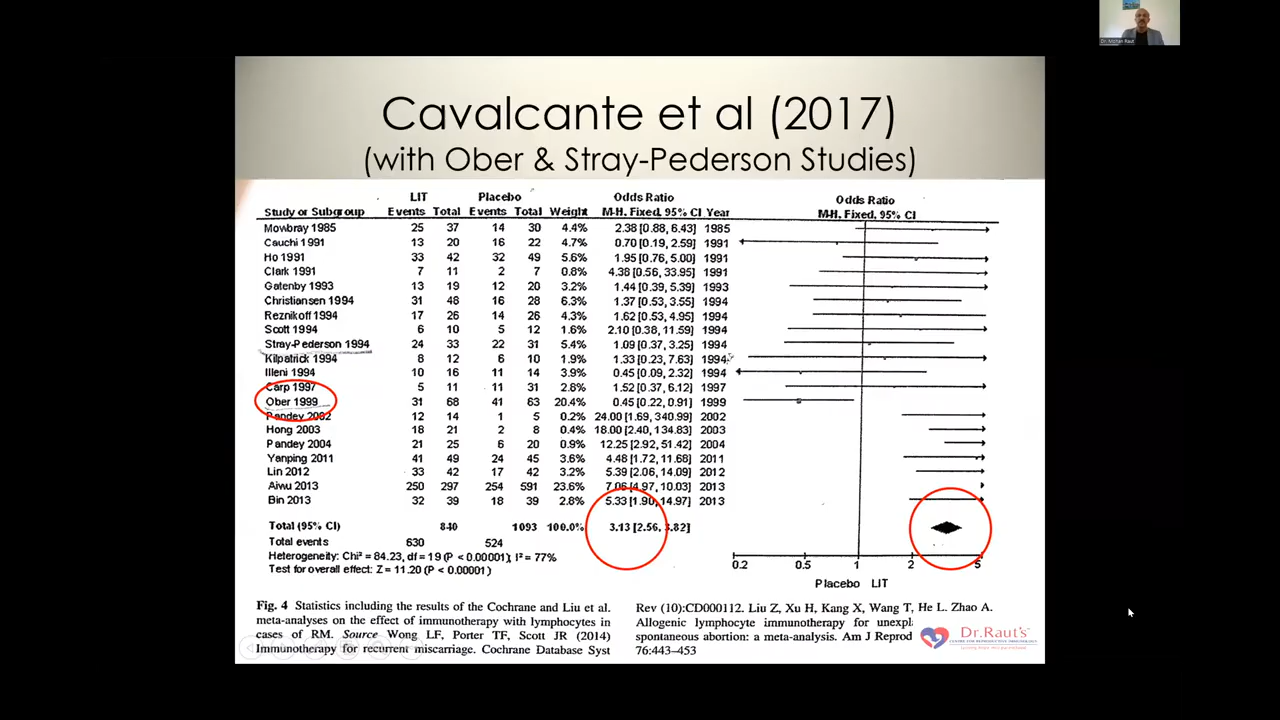 Dr. Mohan Raut
Cavalcante et al (2017)
(with Ober & Stray-Pederson Studies)
LIT Placebo Odds Ratio Odds Ratio
Study or Subgroup Events Total Events Total Weight M-H. Fixed, 95% CI Year M-H. Fixed, 95% CI
Mowbray 1985 25 37 14 30 4.4% 2.38 [0.88, 6.43] 1985
Cauchi 1991 13 20 16 22 4.7% 0.70 [0.19, 2.59] 1991
Ho 1991 33 42 32 49 5.6% 1.95 [0.76, 5.00] 1991
Clark 1991 7 11 2 7 0.8% 4.38 [0.56, 33.95] 1991
Gatenby 1993 13 19 12 20 3.2% 1.44 [0.39, 5.39] 1993
Christiansen 1994 31 48 16 28 6.3% 1.37 [0.53, 3.55] 1994
Reznikoff 1994 17 26 14 26 4.3% 1.62 [0.53, 4.95] 1994
Scott 1994 6 10 5 12 1.6% 2.10 [0.38, 11.59] 1994
Stray-Pederson 1994 24 33 22 31 5.4% 1.09 [0.37, 3.25] 1994
Kilpatrick 1994 8 12 6 10 1.9% 1.33 [0.23, 7.63] 1994
Illeni 1994 10 16 11 14 3.9% 0.45 [0.09, 2.32] 1994
Carp 1997 5 11 11 31 2.6% 1.52 [0.37, 6.12] 1997
Ober 1999 31 68 41 63 20.4% 0.45 [0.22, 0.91] 1999
Pandey 2002 12 14 1 5 0.2% 24.00 [1.69, 340.99] 2002
Hong 2003 18 21 2 8 0.4% 18.00 [2.40, 134.83] 2003
Pandey 2004 21 25 6 20 0.9% 12.25 [2.92, 51.42] 2004
Yanping 2011 41 49 24 45 3.6% 4.48 [1.72, 11.68] 2011
Lin 2012 33 42 17 42 3.2% 5.39 [2.06, 14.09] 2012
Aiwu 2013 250 297 254 591 23.6% 7.06 [4.97, 10.03] 2013
Bin 2013 32 39 18 39 2.8% 5.33 [1.90, 14.97] 2013
Total (95% CI) 840 1093 100.0% 3.13 [2.56, 3.82]
Total events 630 524
Heterogeneity: Chi² = 84.23, df = 19 (P < 0.00001); I² = 77%
Test for overall effect: Z = 11.20 (P < 0.00001)
0.2 0.5 1 2 5
Placebo LIT
Fig. 4 Statistics including the results of the Cochrane and Liu et al.
meta-analyses on the effect of immunotherapy with lymphocytes in
cases of RM. Source Wong LF, Porter TF, Scott JR (2014)
Immunotherapy for recurrent miscarriage. Cochrane Database Syst
Rev (10):CD000112. Liu Z, Xu H, Kang X, Wang T, He L. Zhao A.
Allogenic lymphocyte immunotherapy for unexpl
spontaneous abortion: a meta-analysis. Am J Reprod
76:443–453
Dr.Raut's